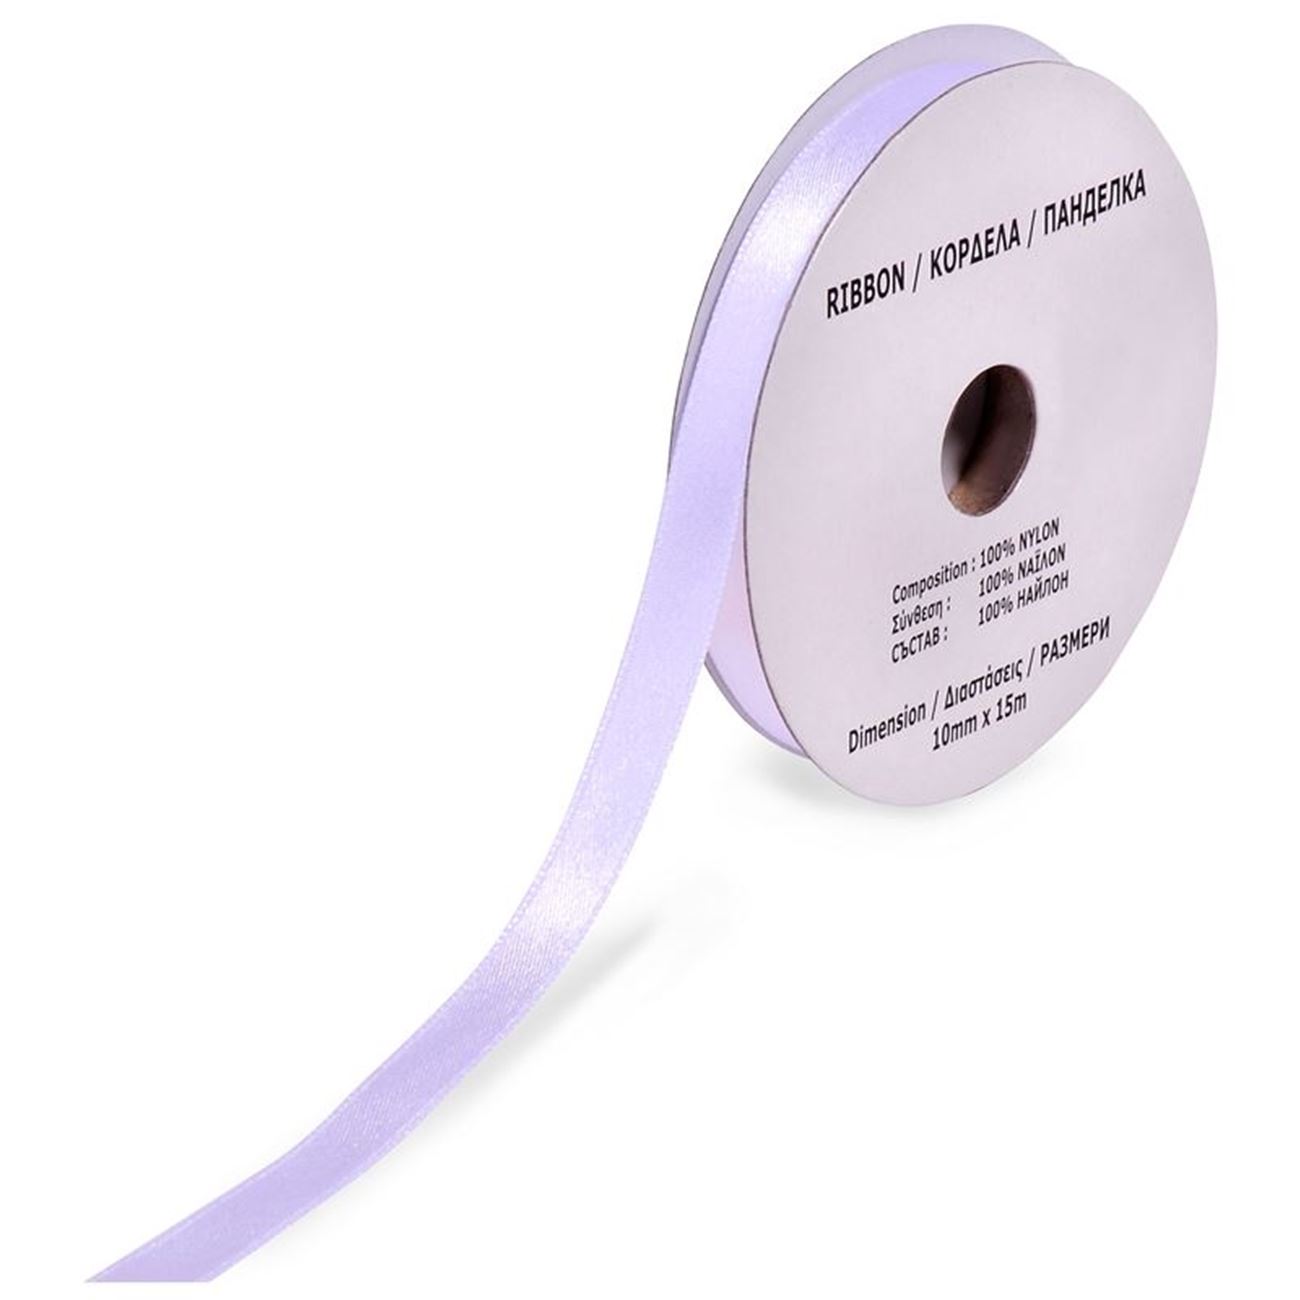 RIBBON / ΚΟΡΔΕΛΑ / ПАНДЕЛКА
Composition : 100% NYLON
Σύνθεση : 100% ΝΑΪΛΟΝ
СЪСТАВ : 100% НАЙЛОН
Dimension / Διαστάσεις / РАЗМЕРИ
10mm x 15m